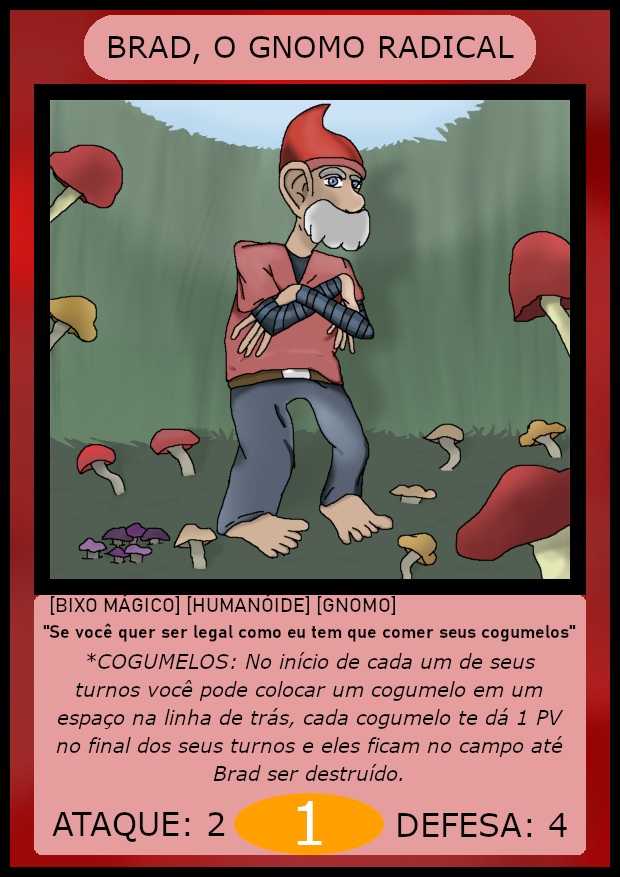 BRAD, O GNOMO RADICAL
[BIXO MÁGICO] [HUMANÓIDE] [GNOMO]
"Se você quer ser legal como eu tem que comer seus cogumelos"
*COGUMELOS: No início de cada um de seus
turnos você pode colocar um cogumelo em um
espaço na linha de trás, cada cogumelo te dá 1 PV
no final dos seus turnos e eles ficam no campo até
Brad ser destruído.
ATAQUE: 2 1 DEFESA: 4